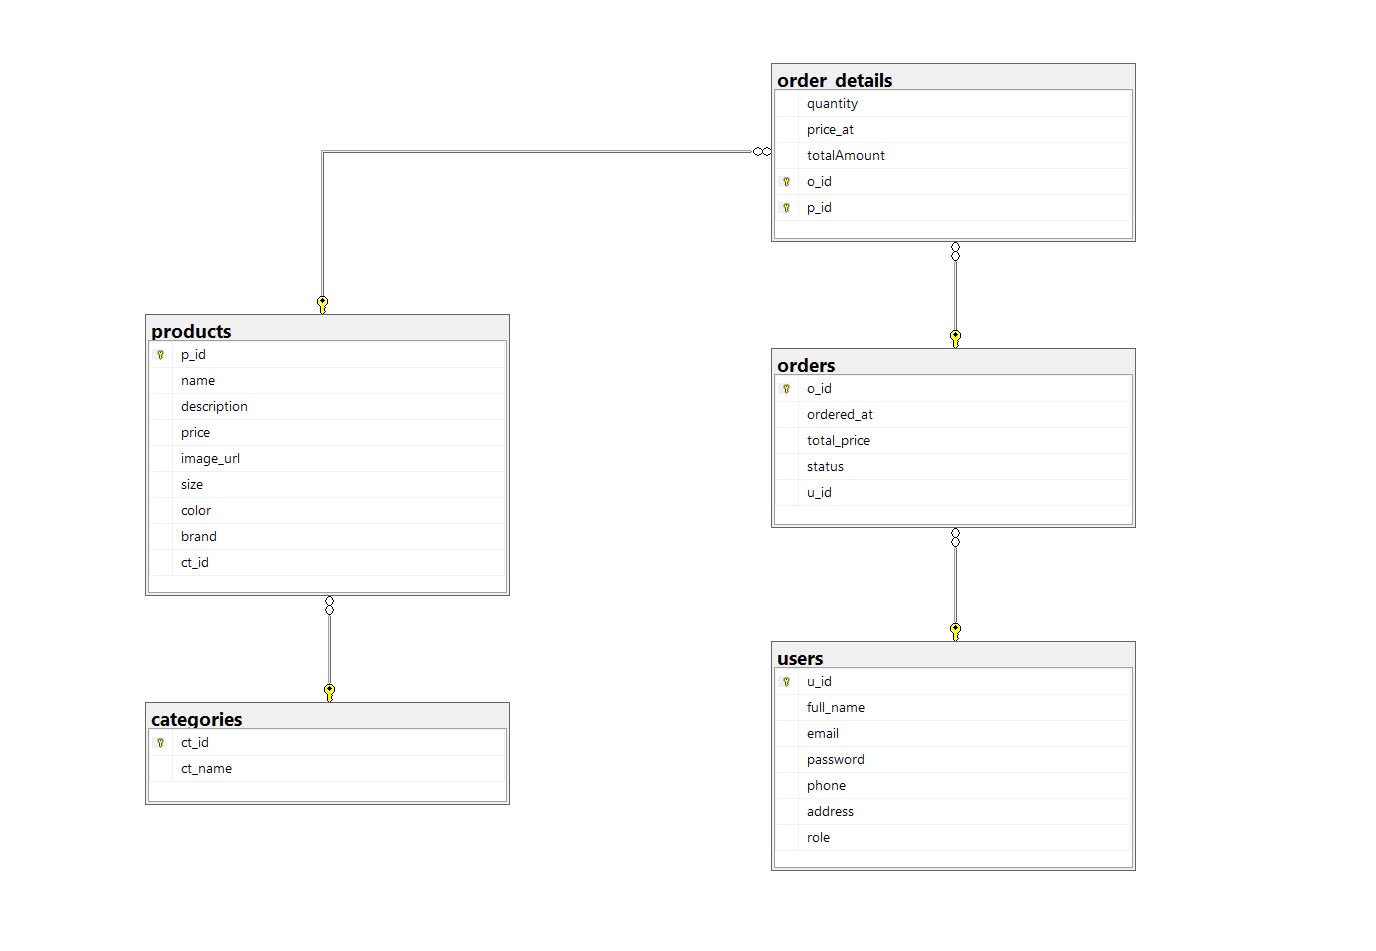 order_details
quantity
price_at
totalAmount
o_id
p_id
products
p_id
name
description
price
image_url
size
color
brand
ct_id
orders
o_id
ordered_at
total_price
status
u_id
categories
ct_id
ct_name
users
u_id
full_name
email
password
phone
address
role